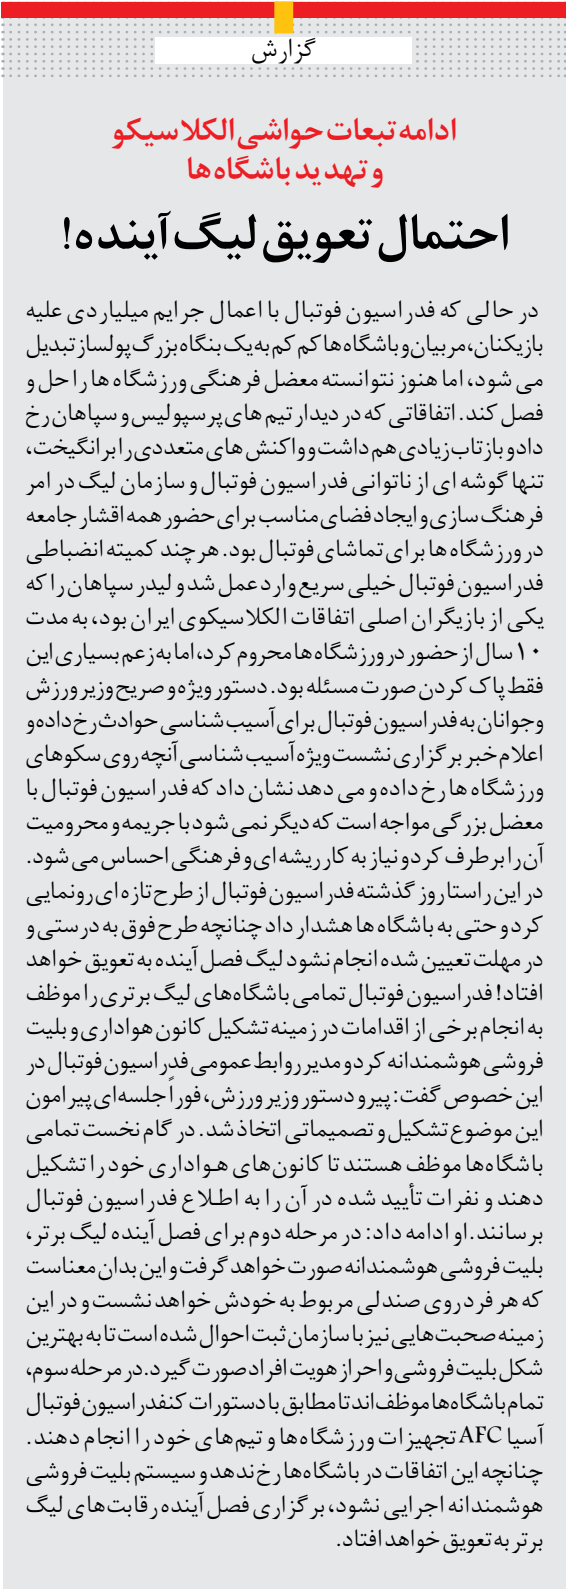 گزارش
ادامه تبعات حواشی الکلاسیکو
و تهدید باشگاه‌ها
احتمال تعویق لیگ آینده!
در حالی که فدراسیون فوتبال با اعمال جرایم میلیاردی علیه
بازیکنان، مربیان و باشگاه‌ها کم کم به یک بنگاه بزرگ پولساز تبدیل
می شود، اما هنوز نتوانسته معضل فرهنگی ورزشگاه ها را حل و
فصل کند. اتفاقاتی که در دیدار تیم های پرسپولیس و سپاهان رخ
داد و بازتاب زیادی هم داشت و واکنش های متعددی را برانگیخت،
تنها گوشه ای از ناتوانی فدراسیون فوتبال و سازمان لیگ در امر
فرهنگ سازی و ایجاد فضای مناسب برای حضور همه اقشار جامعه
در ورزشگاه ها برای تماشای فوتبال بود. هر چند کمیته انضباطی
فدراسیون فوتبال خیلی سریع وارد عمل شد و لیدر سپاهان را که
یکی از بازیگران اصلی اتفاقات الکلاسیکوی ایران بود، به مدت
۱۰ سال از حضور در ورزشگاه‌ها محروم کرد، اما به زعم بسیاری این
فقط پاک کردن صورت مسئله بود. دستور ویژه و صریح وزیر ورزش
و جوانان به فدراسیون فوتبال برای آسیب شناسی حوادث رخ داده و
اعلام خبر برگزاری نشست ویژه آسیب شناسی آنچه روی سکوهای
ورزشگاه ها رخ داده و می دهد نشان داد که فدراسیون فوتبال با
معضل بزرگی مواجه است که دیگر نمی شود با جریمه و محرومیت
آن را برطرف کرد و نیاز به کار ریشه ای و فرهنگی احساس می شود.
در این راستا روز گذشته فدراسیون فوتبال از طرح تازه ای رونمایی
کرد و حتی به باشگاه ها هشدار داد چنانچه طرح فوق به درستی و
در مهلت تعیین شده انجام نشود لیگ فصل آینده به تعویق خواهد
افتاد! فدراسیون فوتبال تمامی باشگاه‌های لیگ برتری را موظف
به انجام برخی از اقدامات در زمینه تشکیل کانون هواداری و بلیت
فروشی هوشمندانه کرد و مدیر روابط عمومی فدراسیون فوتبال در
این خصوص گفت: پیرو دستور وزیر ورزش، فوراً جلسه‌ای پیرامون
این موضوع تشکیل و تصمیماتی اتخاذ شد. در گام نخست تمامی
باشگاه‌ها موظف هستند تا کانون‌های هواداری خود را تشکیل
دهند و نفرات تأیید شده در آن را به اطلاع فدراسیون فوتبال
برسانند. او ادامه داد: در مرحله دوم برای فصل آینده لیگ برتر،
بلیت فروشی هوشمندانه صورت خواهد گرفت و این بدان معناست
که هر فرد روی صندلی مربوط به خودش خواهد نشست و در این
زمینه صحبت‌هایی نیز با سازمان ثبت احوال شده است تا به بهترین
شکل بلیت فروشی و احراز هویت افراد صورت گیرد. در مرحله سوم،
تمام باشگاه‌ها موظف‌اند تا مطابق با دستورات کنفدراسیون فوتبال
آسیا AFC تجهیزات ورزشگاه‌ها و تیم‌های خود را انجام دهند.
چنانچه این اتفاقات در باشگاه‌ها رخ ندهد و سیستم بلیت فروشی
هوشمندانه اجرایی نشود، برگزاری فصل آینده رقابت‌های لیگ
برتر به تعویق خواهد افتاد.